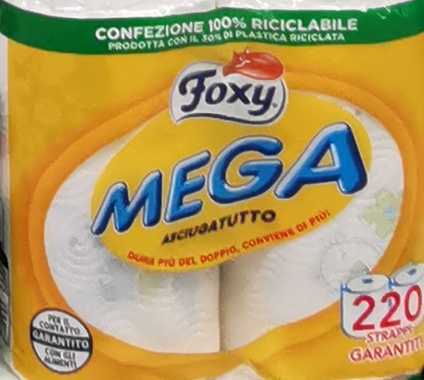 CONFEZIONE 100% RICICLABILE
PRODOTTA CON IL 30% DI PLASTICA RICICLATA
Foxy
MEGA
ASCIUGATUTTO
DURA PIÙ DEL DOPPIO, CONVIENE DI PIÙ!
220
STRAPPI
GARANTITI
PER IL
CONTATTO
GARANTITO
CON GLI
ALIMENTI